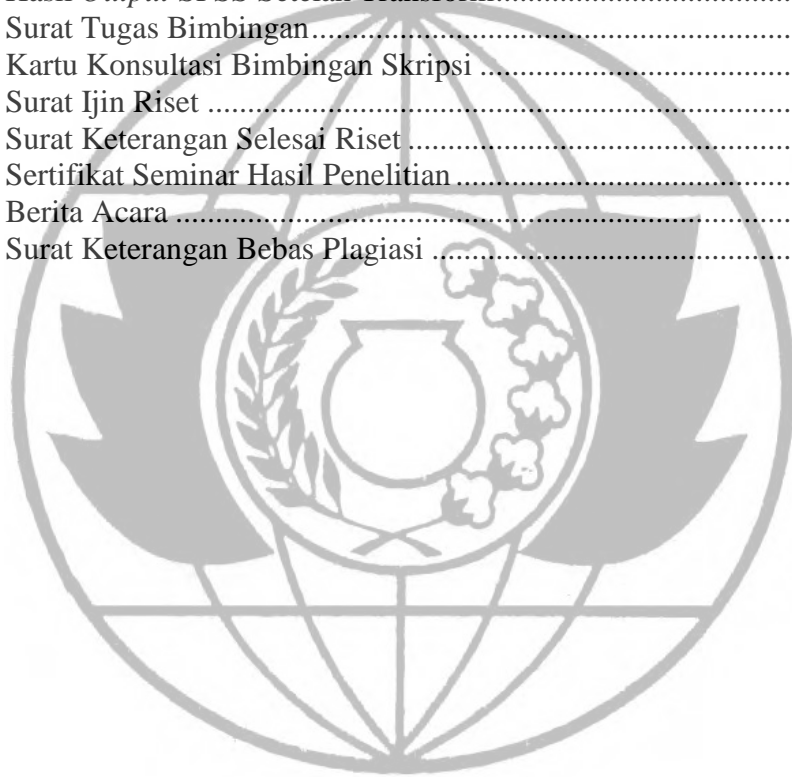 Surat Tugas Bimbingan....................................................................
Kartu Konsultasi Bimbingan Skripsi ..............................................
Surat Ijin Riset .................................................................................
Surat Keterangan Selesai Riset .......................................................
Sertifikat Seminar Hasil Penelitian .................................................
Berita Acara .....................................................................................
Surat Keterangan Bebas Plagiasi ....................................................